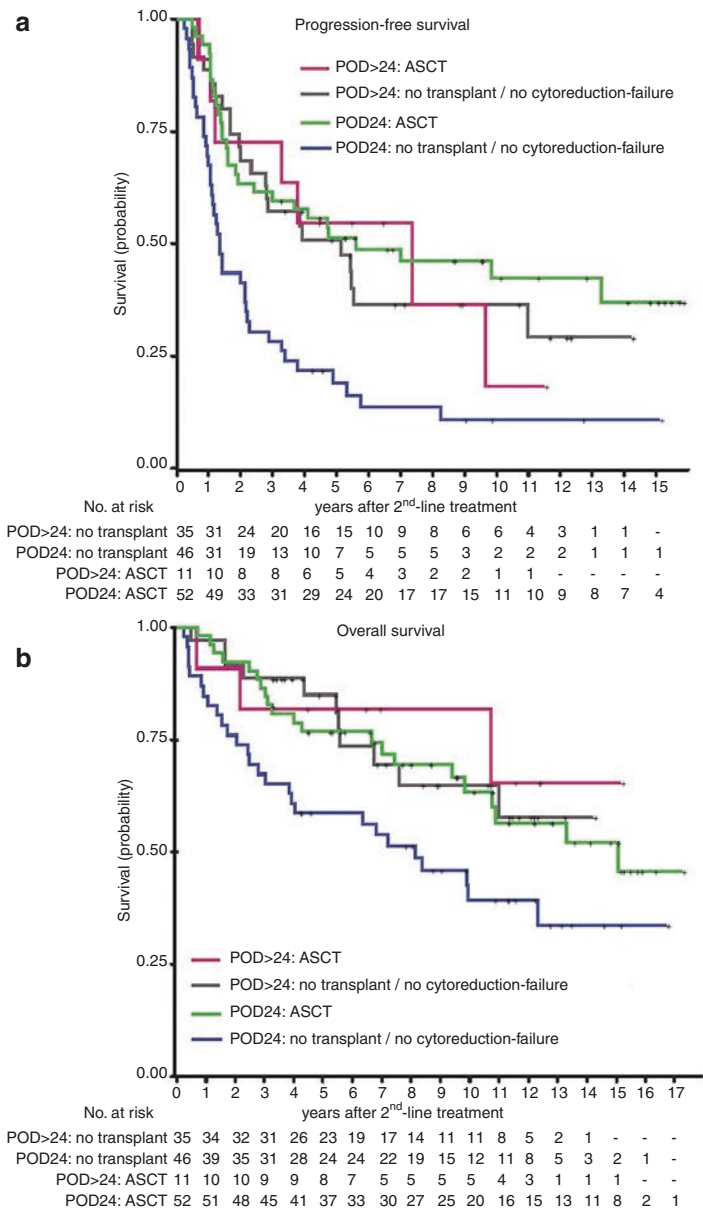 a
Progression-free survival
1.00
0.75
0.50
0.25
0.00
Survival (probability)
POD>24: ASCT
POD>24: no transplant / no cytoreduction-failure
POD24: ASCT
POD24: no transplant / no cytoreduction-failure
0 1 2 3 4 5 6 7 8 9 10 11 12 13 14 15
No. at risk years after 2nd-line treatment
POD>24: no transplant 35 31 24 20 16 15 10 9 8 6 6 4 3 1 1 -
POD24: no transplant 46 31 19 13 10 7 5 5 5 3 2 2 2 1 1 1
POD>24: ASCT 11 10 8 8 6 5 4 3 2 2 1 1 - - - -
POD24: ASCT 52 49 33 31 29 24 20 17 17 15 11 10 9 8 7 4
b
Overall survival
1.00
0.75
0.50
0.25
0.00
Survival (probability)
POD>24: ASCT
POD>24: no transplant / no cytoreduction-failure
POD24: ASCT
POD24: no transplant / no cytoreduction-failure
0 1 2 3 4 5 6 7 8 9 10 11 12 13 14 15 16 17
No. at risk years after 2nd-line treatment
POD>24: no transplant 35 34 32 31 26 23 19 17 14 11 11 8 5 2 1 - - -
POD24: no transplant 46 39 35 31 28 24 24 22 19 15 12 11 8 5 3 2 1 -
POD>24: ASCT 11 10 10 9 9 8 7 5 5 5 5 4 3 1 1 1 - -
POD24: ASCT 52 51 48 45 41 37 33 30 27 25 20 16 15 13 11 8 2 1